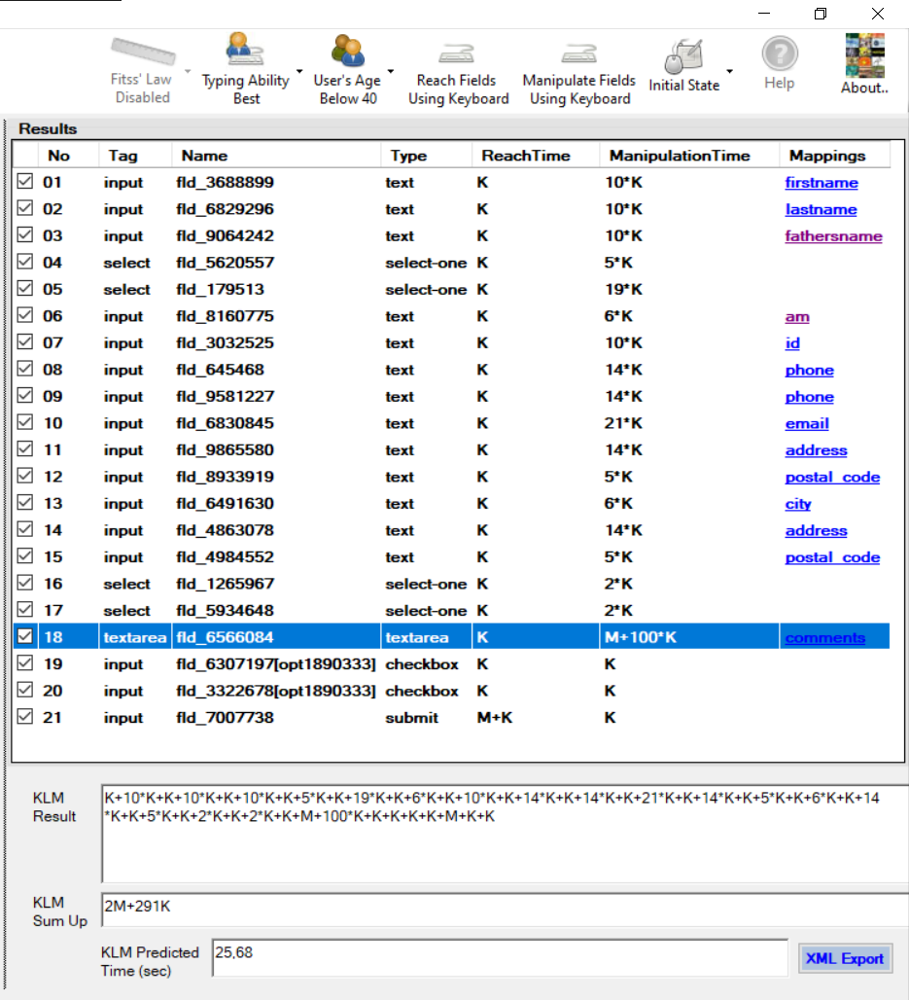 Fitss' Law Disabled
Typing Ability Best
User's Age Below 40
Reach Fields Using Keyboard
Manipulate Fields Using Keyboard
Initial State
Help
About..
Results
No Tag Name Type ReachTime ManipulationTime Mappings
01 input fld_3688899 text K 10*K firstname
02 input fld_6829296 text K 10*K lastname
03 input fld_9064242 text K 10*K fathersname
04 select fld_5620557 select-one K 5*K
05 select fld_179513 select-one K 19*K
06 input fld_8160775 text K 6*K am
07 input fld_3032525 text K 10*K id
08 input fld_645468 text K 14*K phone
09 input fld_9581227 text K 14*K phone
10 input fld_6830845 text K 21*K email
11 input fld_9865580 text K 14*K address
12 input fld_8933919 text K 5*K postal_code
13 input fld_6491630 text K 6*K city
14 input fld_4863078 text K 14*K address
15 input fld_4984552 text K 5*K postal_code
16 select fld_1265967 select-one K 2*K
17 select fld_5934648 select-one K 2*K
18 textarea fld_6566084 textarea K M+100*K comments
19 input fld_6307197[opt1890333] checkbox K K
20 input fld_3322678[opt1890333] checkbox K K
21 input fld_7007738 submit M+K K
KLM Result
K+10*K+K+10*K+K+10*K+K+5*K+K+19*K+K+6*K+K+10*K+K+14*K+K+14*K+K+21*K+K+14*K+K+5*K+K+6*K+K+14
*K+K+5*K+K+2*K+K+2*K+K+M+100*K+K+K+K+K+M+K+K
KLM Sum Up
2M+291K
KLM Predicted Time (sec)
25,68
XML Export